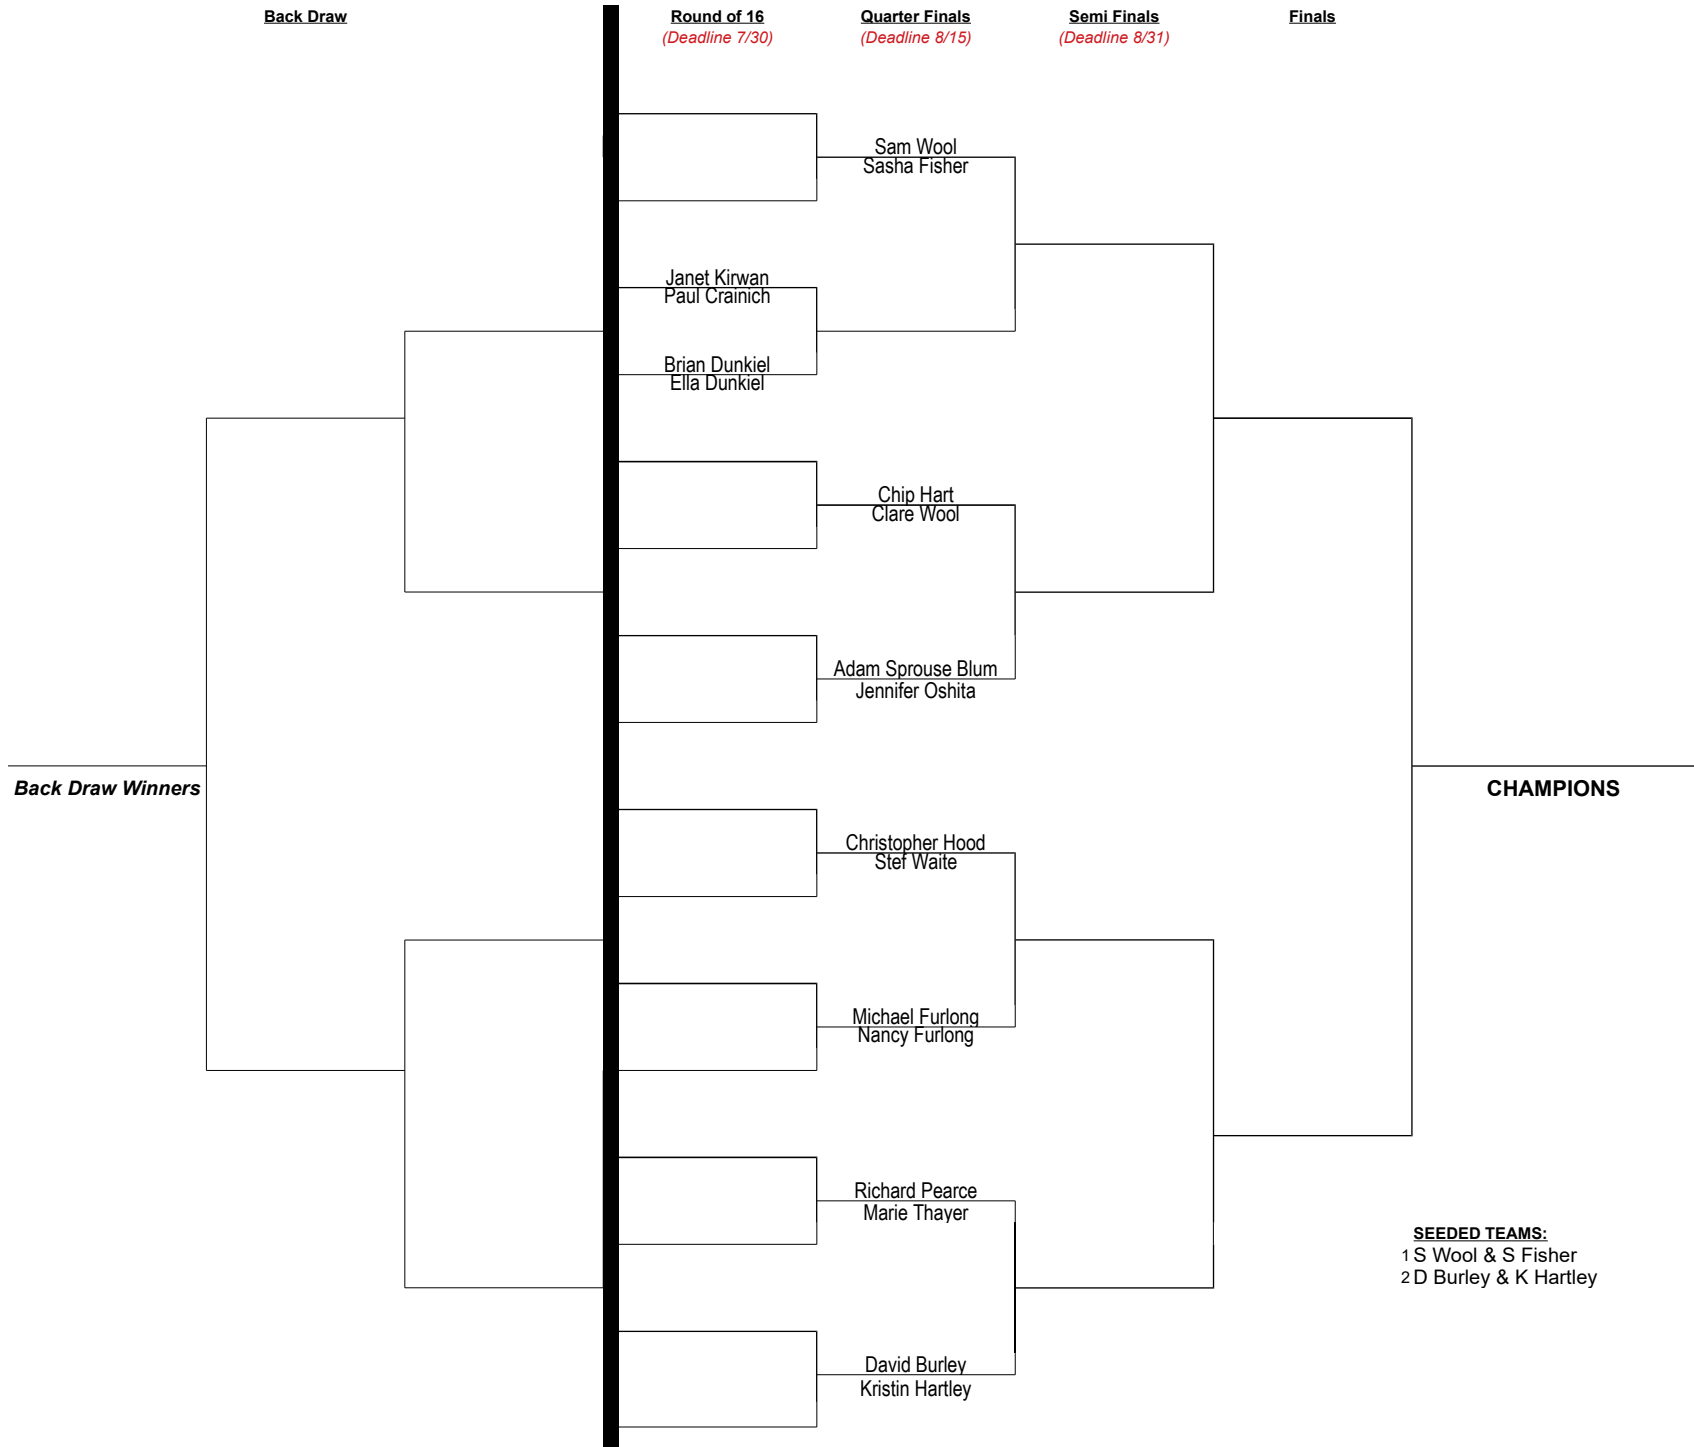 Back Draw
Round of 16
(Deadline 7/30)
Quarter Finals
(Deadline 8/15)
Semi Finals
(Deadline 8/31)
Finals
Sam Wool
Sasha Fisher
Janet Kirwan
Paul Crainich
Brian Dunkiel
Ella Dunkiel
Chip Hart
Clare Wool
Adam Sprouse Blum
Jennifer Oshita
Back Draw Winners
CHAMPIONS
Christopher Hood
Stef Waite
Michael Furlong
Nancy Furlong
Richard Pearce
Marie Thayer
SEEDED TEAMS:
1 S Wool & S Fisher
2 D Burley & K Hartley
David Burley
Kristin Hartley